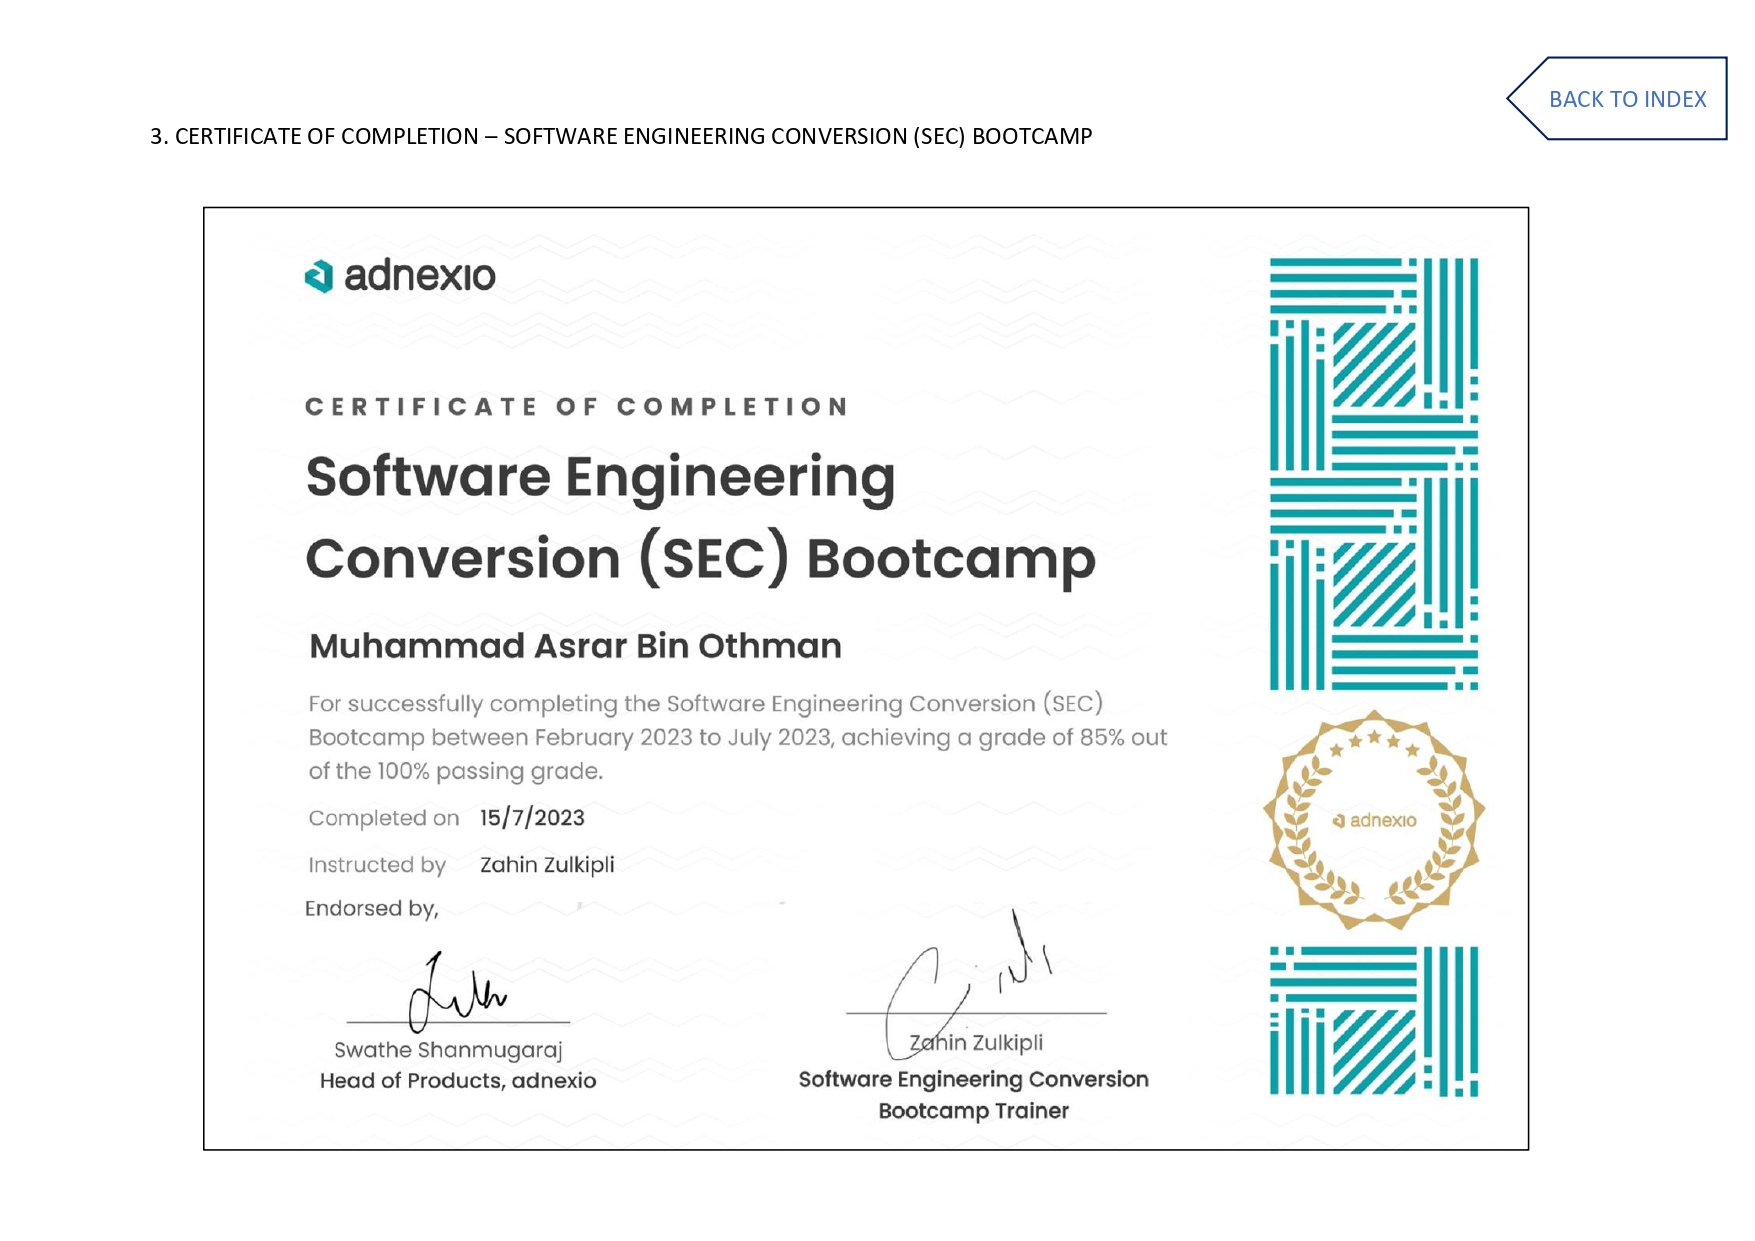 BACK TO INDEX
3. CERTIFICATE OF COMPLETION – SOFTWARE ENGINEERING CONVERSION (SEC) BOOTCAMP
adnexio
CERTIFICATE OF COMPLETION
Software Engineering
Conversion (SEC) Bootcamp
Muhammad Asrar Bin Othman
For successfully completing the Software Engineering Conversion (SEC)
Bootcamp between February 2023 to July 2023, achieving a grade of 85% out
of the 100% passing grade.
Completed on 15/7/2023
Instructed by Zahin Zulkipli
Endorsed by,
adnexio
Swathe Shanmugaraj
Head of Products, adnexio
Zahin Zulkipli
Software Engineering Conversion
Bootcamp Trainer